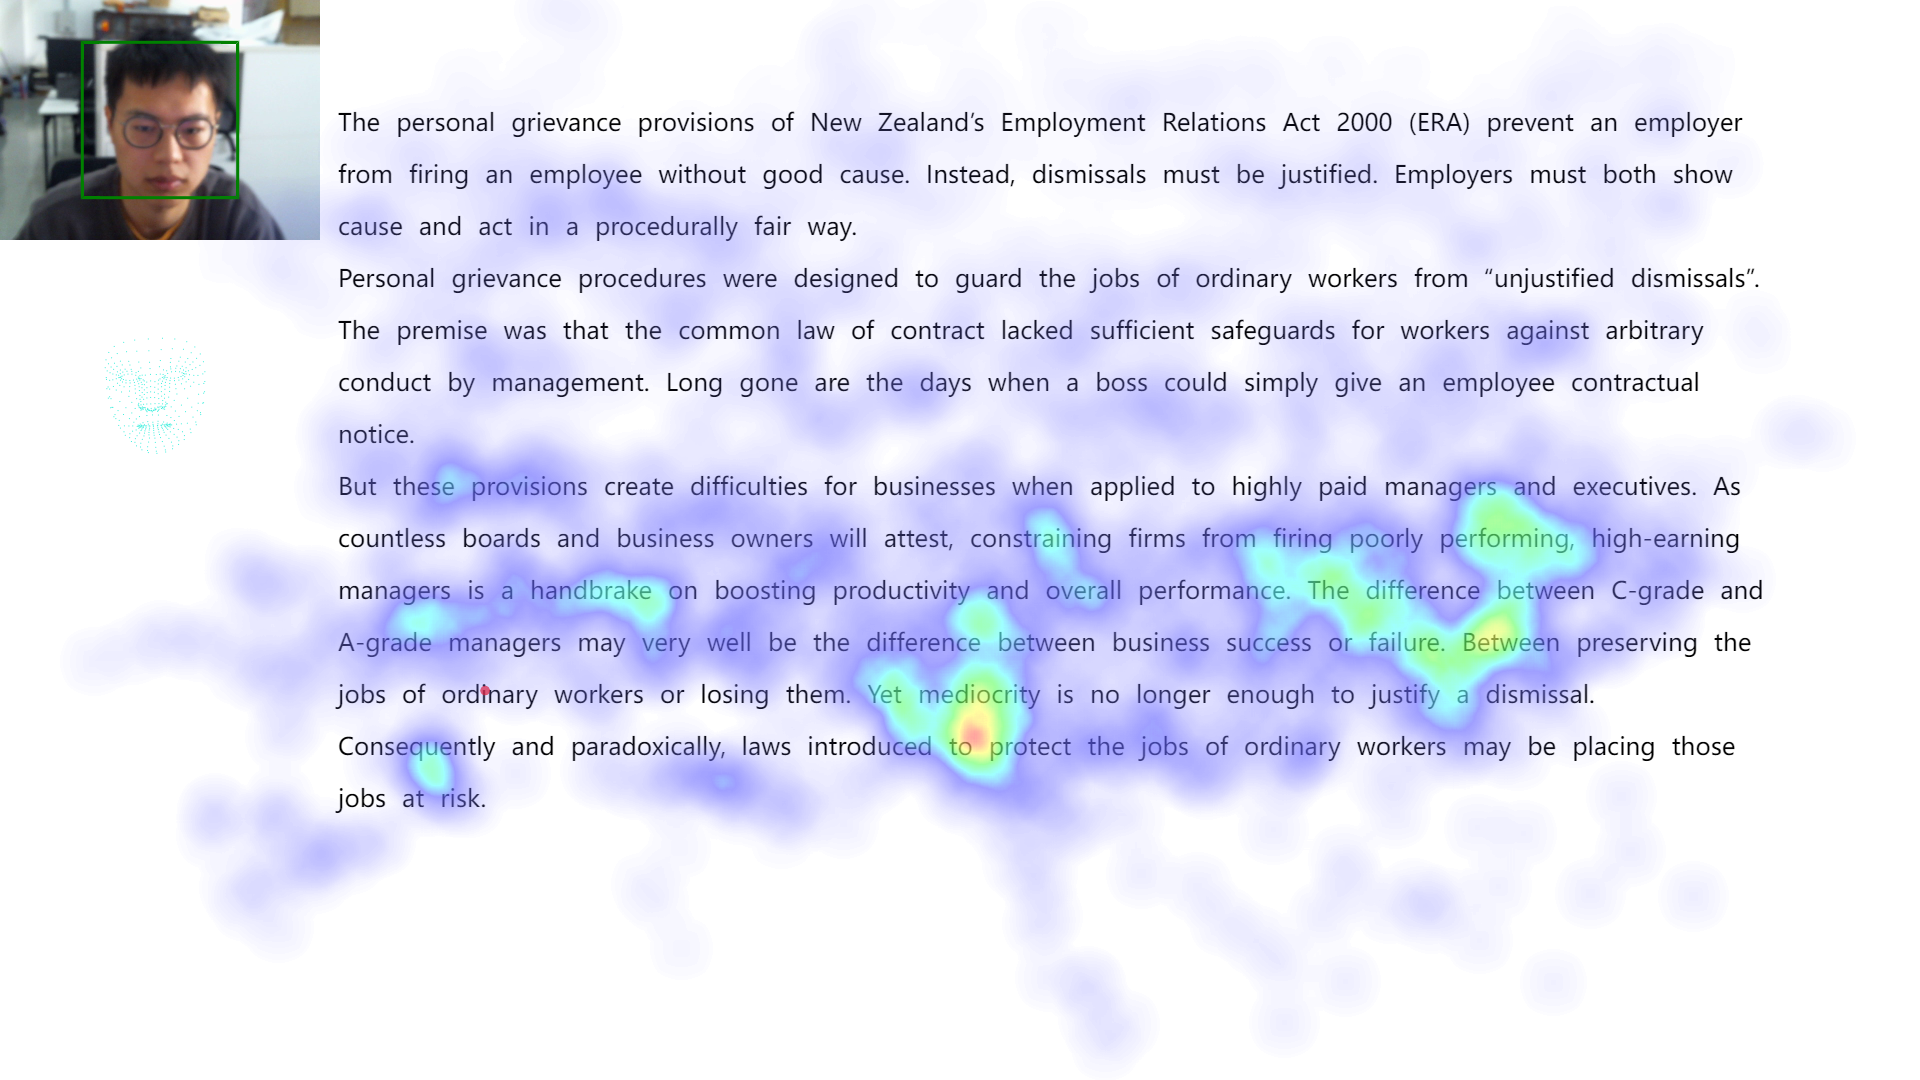 The personal grievance provisions of New Zealand’s Employment Relations Act 2000 (ERA) prevent an employer
from firing an employee without good cause. Instead, dismissals must be justified. Employers must both show
cause and act in a procedurally fair way.
Personal grievance procedures were designed to guard the jobs of ordinary workers from “unjustified dismissals”.
The premise was that the common law of contract lacked sufficient safeguards for workers against arbitrary
conduct by management. Long gone are the days when a boss could simply give an employee contractual
notice.
But these provisions create difficulties for businesses when applied to highly paid managers and executives. As
countless boards and business owners will attest, constraining firms from firing poorly performing, high-earning
managers is a handbrake on boosting productivity and overall performance. The difference between C-grade and
A-grade managers may very well be the difference between business success or failure. Between preserving the
jobs of ordinary workers or losing them. Yet mediocrity is no longer enough to justify a dismissal.
Consequently and paradoxically, laws introduced to protect the jobs of ordinary workers may be placing those
jobs at risk.